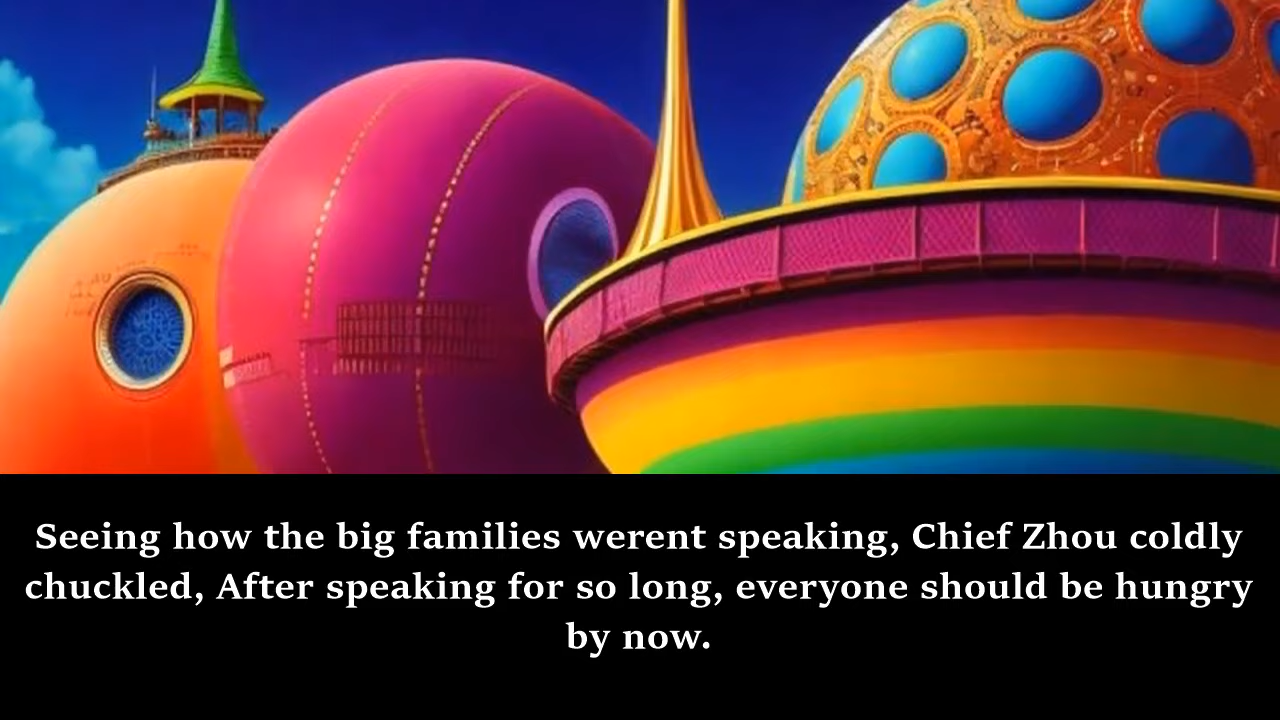 Seeing how the big families werent speaking, Chief Zhou coldly
chuckled, After speaking for so long, everyone should be hungry
by now.